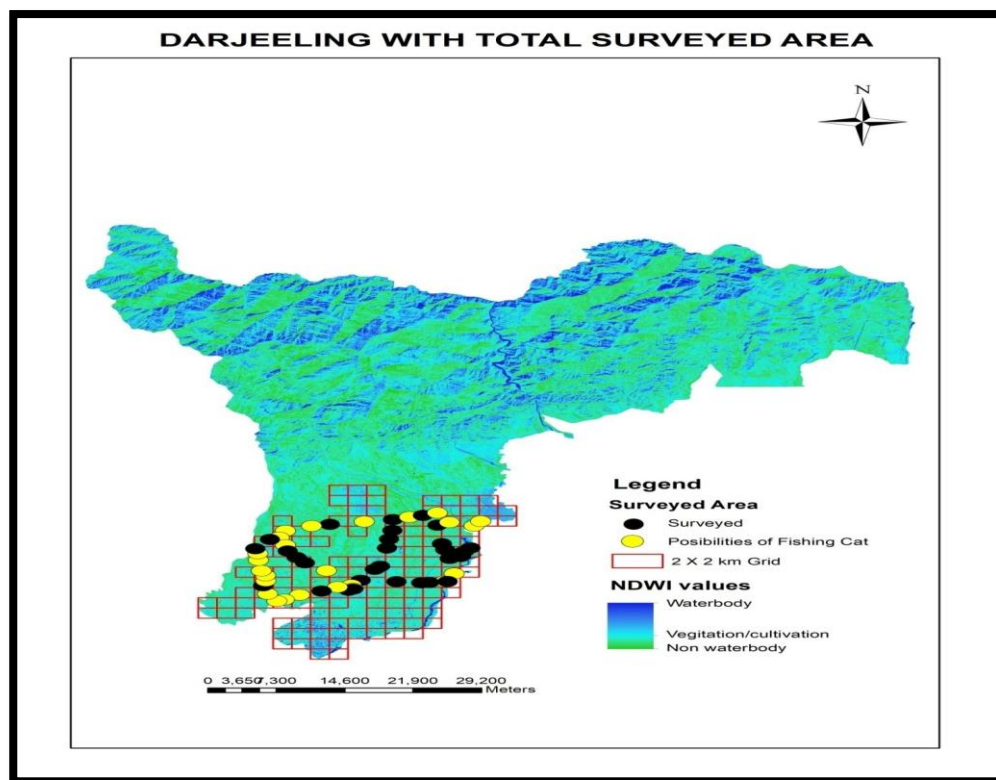 DARJEELING WITH TOTAL SURVEYED AREA
N
Legend
Surveyed Area
Surveyed
Posibilities of Fishing Cat
2 X 2 km Grid
NDWI values
Waterbody
Vegitation/cultivation
Non waterbody
0 3,650 7,300 14,600 21,900 29,200
Meters